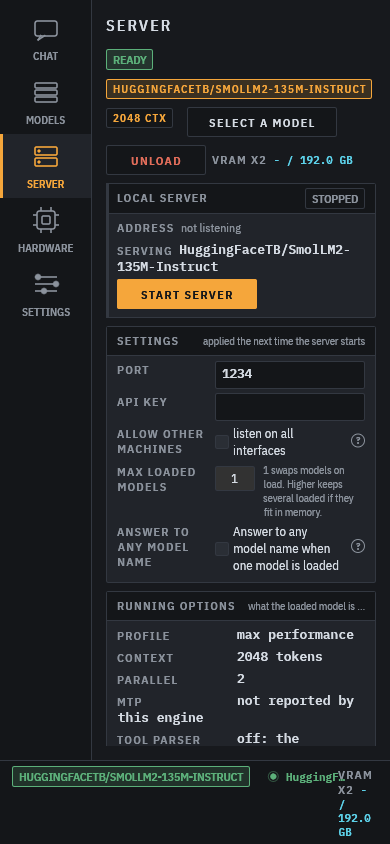 SERVER
READY
HUGGINGFACETB/SMOLLM2-135M-INSTRUCT
2048 CTX
SELECT A MODEL
UNLOAD
VRAM X2 - / 192.0 GB
CHAT
MODELS
SERVER
HARDWARE
SETTINGS
LOCAL SERVER
STOPPED
ADDRESS not listening
SERVING HuggingFaceTB/SmolLM2-
135M-Instruct
START SERVER
SETTINGS
applied the next time the server starts
PORT
1234
API KEY
ALLOW OTHER
MACHINES
listen on all
interfaces
?
MAX LOADED
MODELS
1
1 swaps models on
load. Higher keeps
several loaded if they
fit in memory.
ANSWER TO
ANY MODEL
NAME
Answer to any
model name when
one model is loaded
?
RUNNING OPTIONS
what the loaded model is ...
PROFILE max performance
CONTEXT 2048 tokens
PARALLEL 2
MTP not reported by
this engine
TOOL PARSER off: the
HUGGINGFACETB/SMOLLM2-135M-INSTRUCT
HuggingF
VRAM
X2 -
/
192.0
GB